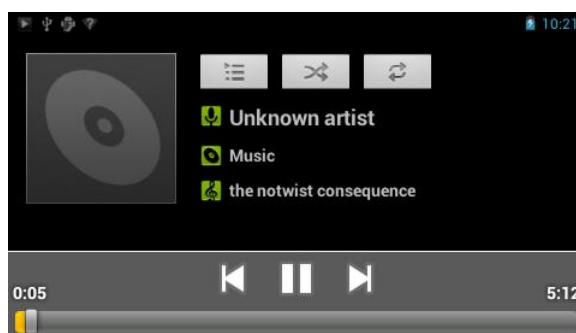 10:21
Unknown artist
Music
the notwist consequence
0:05
5:12